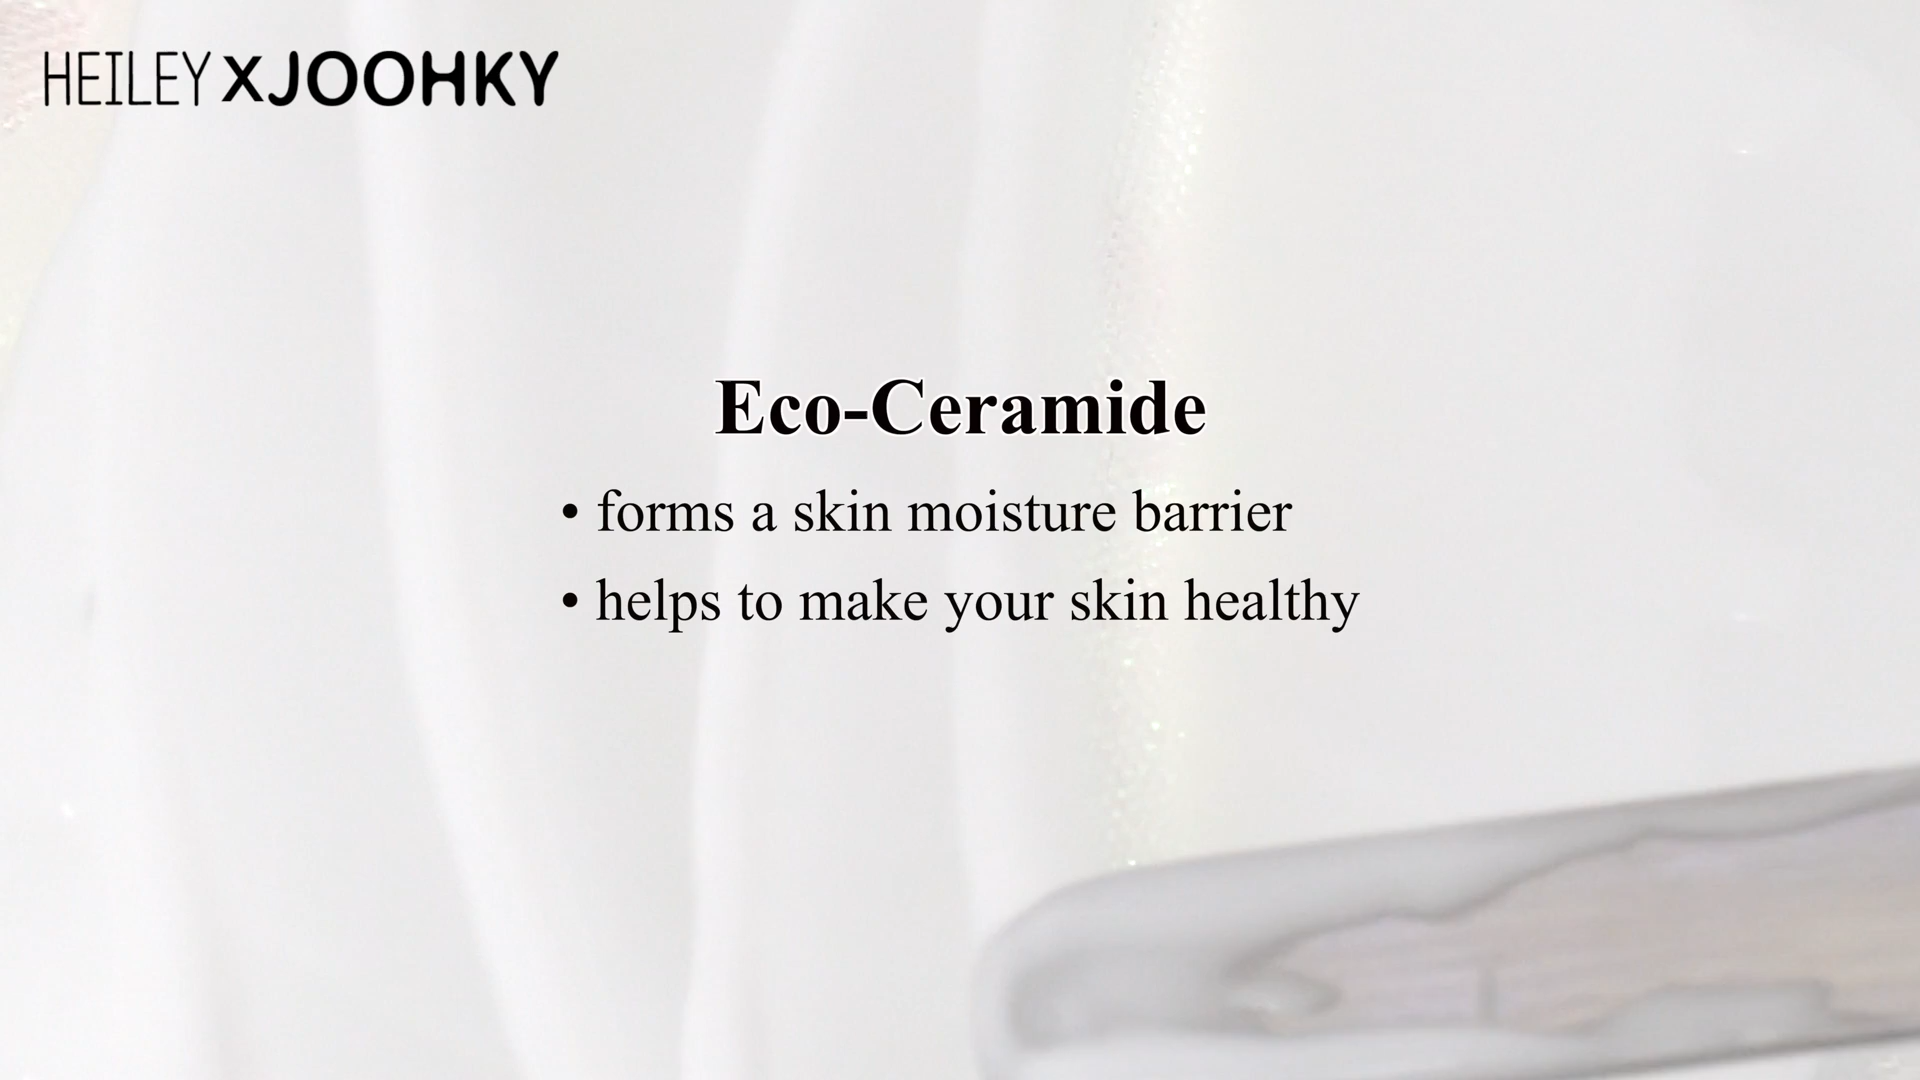 HEILEY X JOOHKY
Eco-Ceramide
• forms a skin moisture barrier
• helps to make your skin healthy